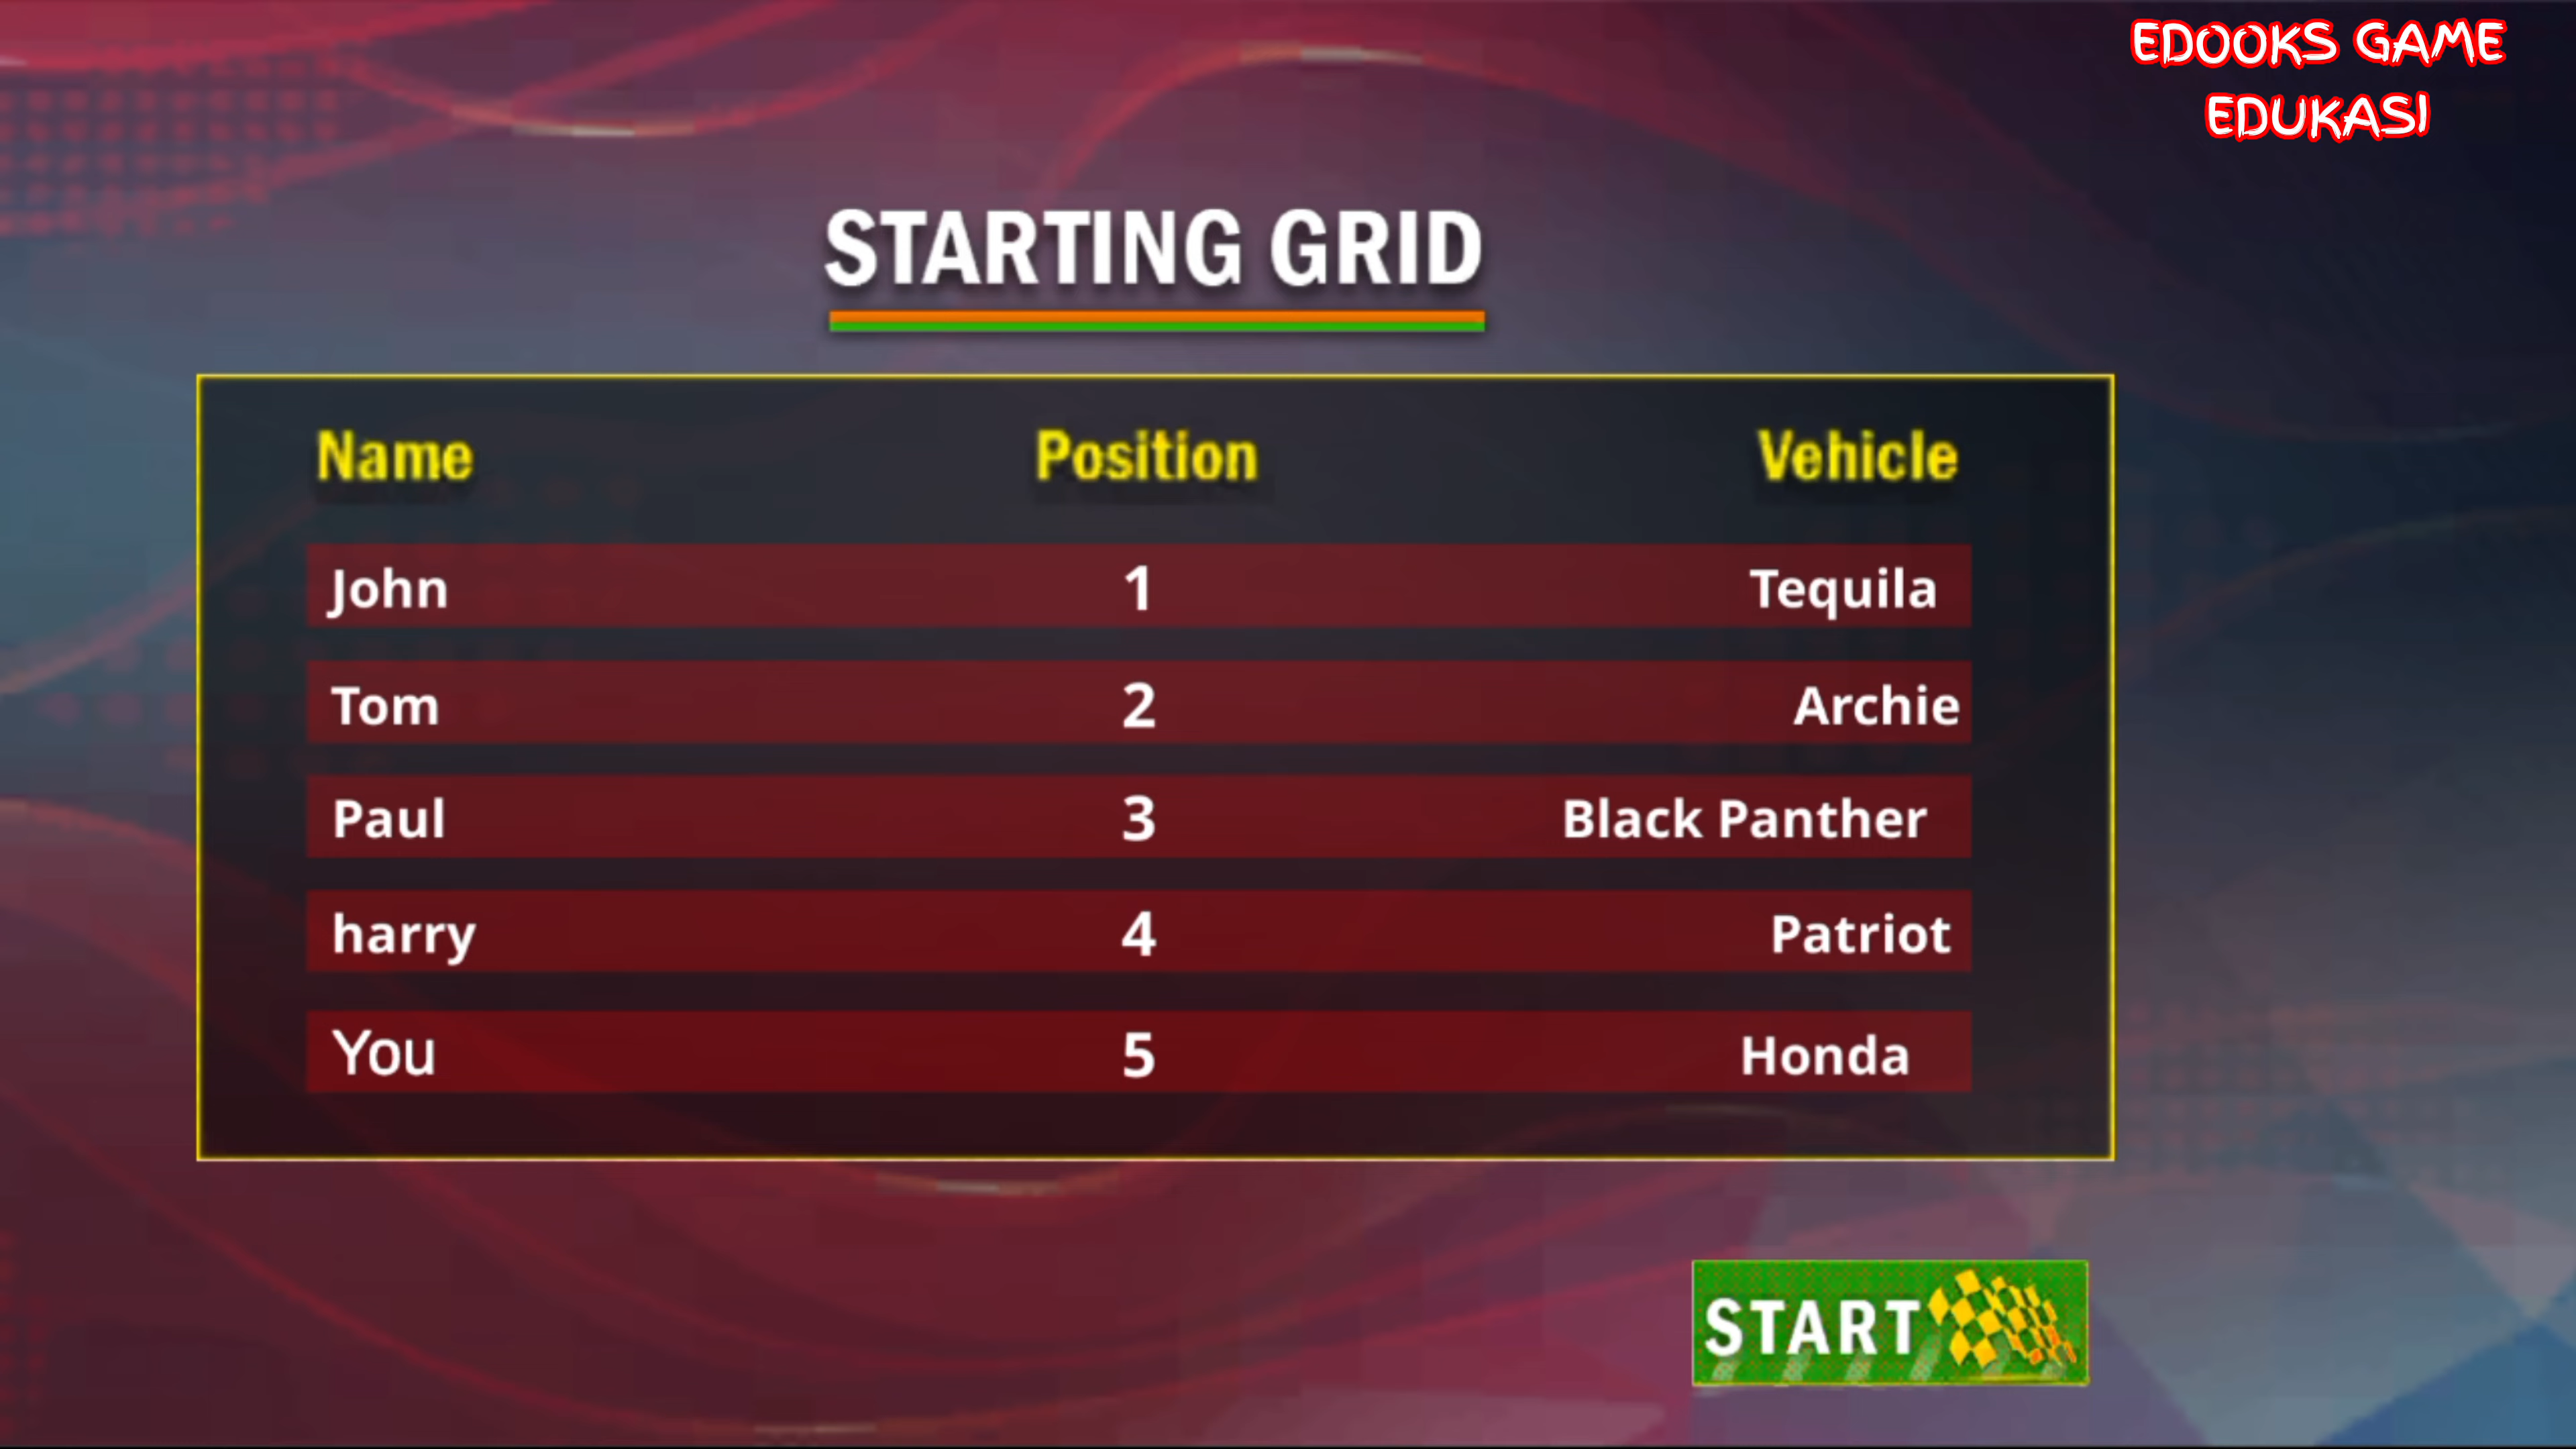 EDOOKS GAME
EDUKASI
STARTING GRID
Name Position Vehicle
John 1 Tequila
Tom 2 Archie
Paul 3 Black Panther
harry 4 Patriot
You 5 Honda
START